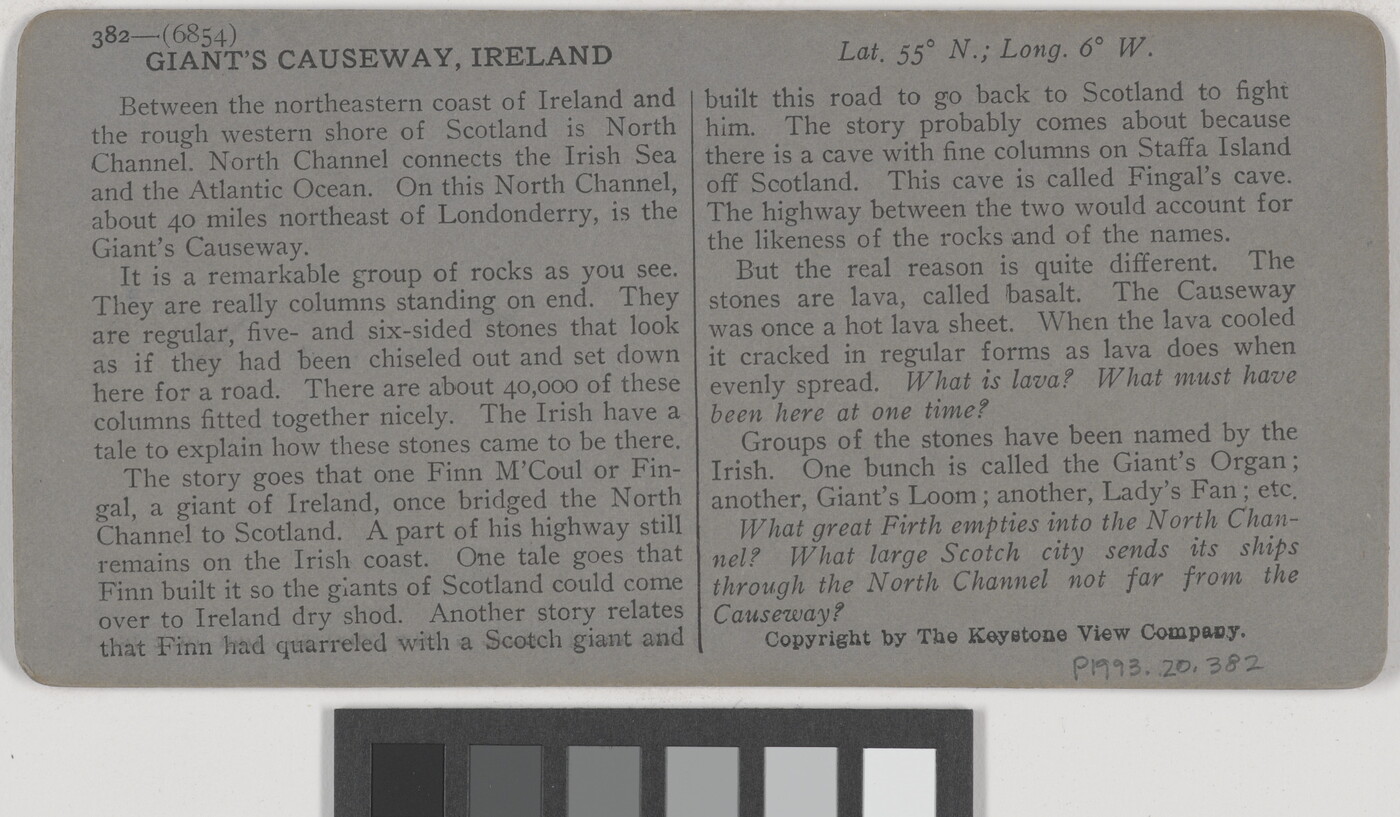 382—(6854)
GIANT'S CAUSEWAY, IRELAND
Lat. 55° N.; Long. 6° W.
Between the northeastern coast of Ireland and
the rough western shore of Scotland is North
Channel. North Channel connects the Irish Sea
and the Atlantic Ocean. On this North Channel,
about 40 miles northeast of Londonderry, is the
Giant's Causeway.
It is a remarkable group of rocks as you see.
They are really columns standing on end. They
are regular, five- and six-sided stones that look
as if they had been chiseled out and set down
here for a road. There are about 40,000 of these
columns fitted together nicely. The Irish have a
tale to explain how these stones came to be there.
The story goes that one Finn M'Coul or Fin-
gal, a giant of Ireland, once bridged the North
Channel to Scotland. A part of his highway still
remains on the Irish coast. One tale goes that
Finn built it so the giants of Scotland could come
over to Ireland dry shod. Another story relates
that Finn had quarreled with a Scotch giant and
built this road to go back to Scotland to fight
him. The story probably comes about because
there is a cave with fine columns on Staffa Island
off Scotland. This cave is called Fingal's cave.
The highway between the two would account for
the likeness of the rocks and of the names.
But the real reason is quite different. The
stones are lava, called basalt. The Causeway
was once a hot lava sheet. When the lava cooled
it cracked in regular forms as lava does when
evenly spread. What is lava? What must have
been here at one time?
Groups of the stones have been named by the
Irish. One bunch is called the Giant's Organ;
another, Giant's Loom; another, Lady's Fan; etc.
What great Firth empties into the North Chan-
nel? What large Scotch city sends its ships
through the North Channel not far from the
Causeway?
Copyright by The Keystone View Company.
P1993.20.382